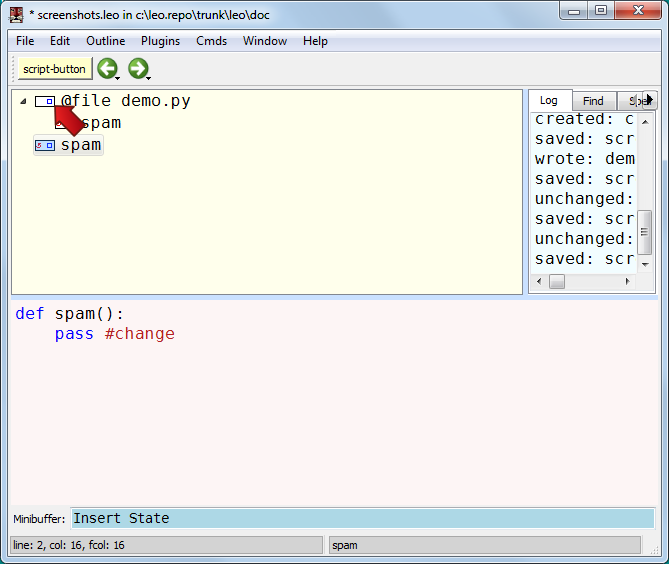 * screenshots.leo in c:\leo.repo\trunk\leo\doc
File Edit Outline Plugins Cmds Window Help
script-button
@file demo.py
spam
spam
Log Find
created: c
saved: scr
wrote: dem
saved: scr
unchanged:
saved: scr
unchanged:
saved: scr
def spam():
pass #change
Minibuffer: Insert State
line: 2, col: 16, fcol: 16 spam